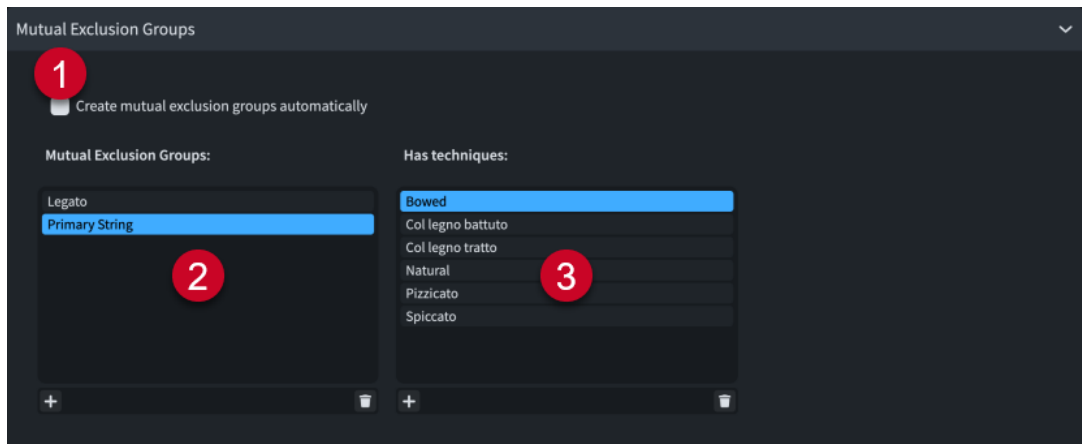 Mutual Exclusion Groups
1
Create mutual exclusion groups automatically
Mutual Exclusion Groups:
Has techniques:
Legato
Primary String
2
Bowed
Col legno battuto
Col legno tratto
Natural
Pizzicato
Spiccato
3